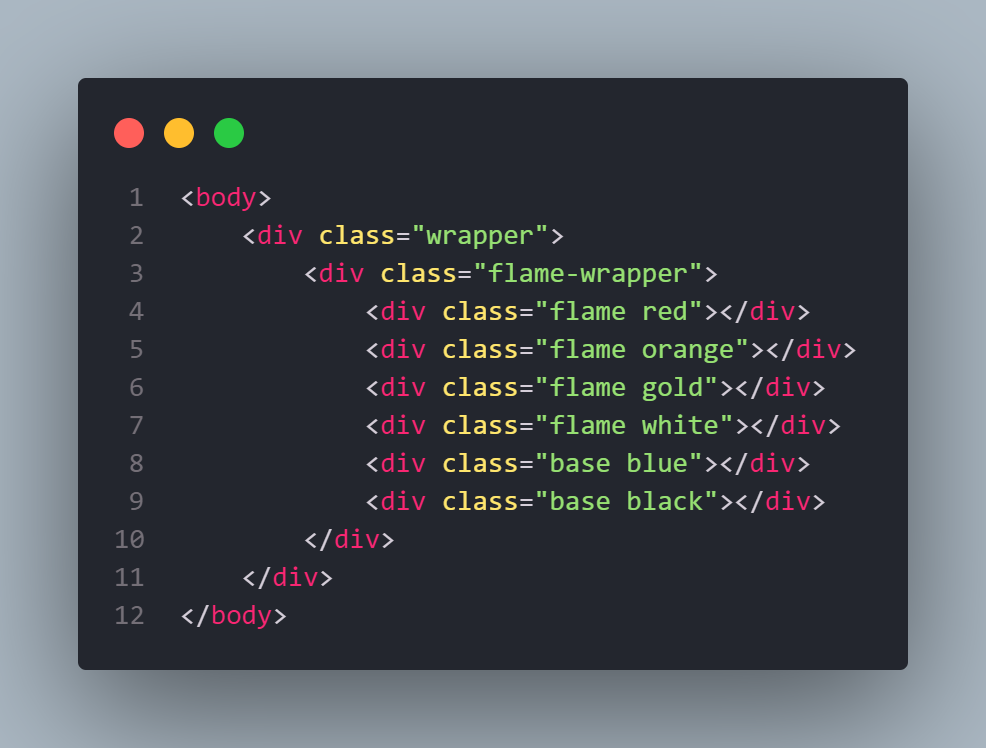 1 <body>
2     <div class="wrapper">
3         <div class="flame-wrapper">
4             <div class="flame red"></div>
5             <div class="flame orange"></div>
6             <div class="flame gold"></div>
7             <div class="flame white"></div>
8             <div class="base blue"></div>
9             <div class="base black"></div>
10         </div>
11     </div>
12 </body>